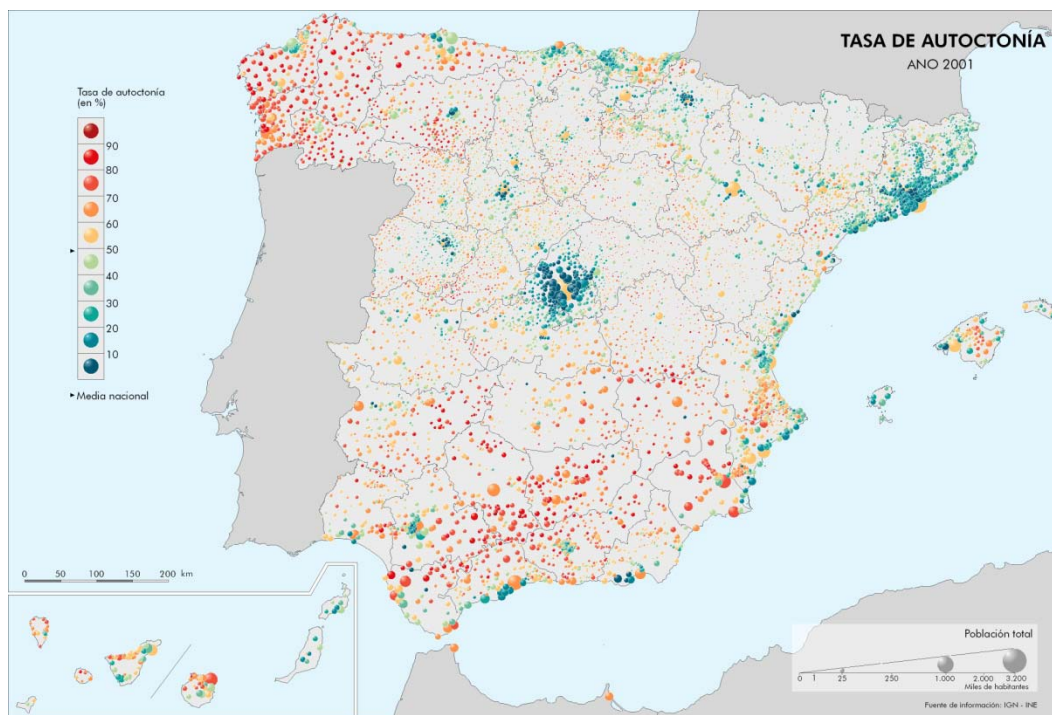 TASA DE AUTOCTONÍA
ANO 2001
Tasa de autoctonía
(en %)
90
80
70
60
50
40
30
20
10
Media nacional
0 50 100 150 200 km
Población total
0 1 25 250 1.000 2.000 3.200
Miles de habitantes
Fuente de información: IGN - INE